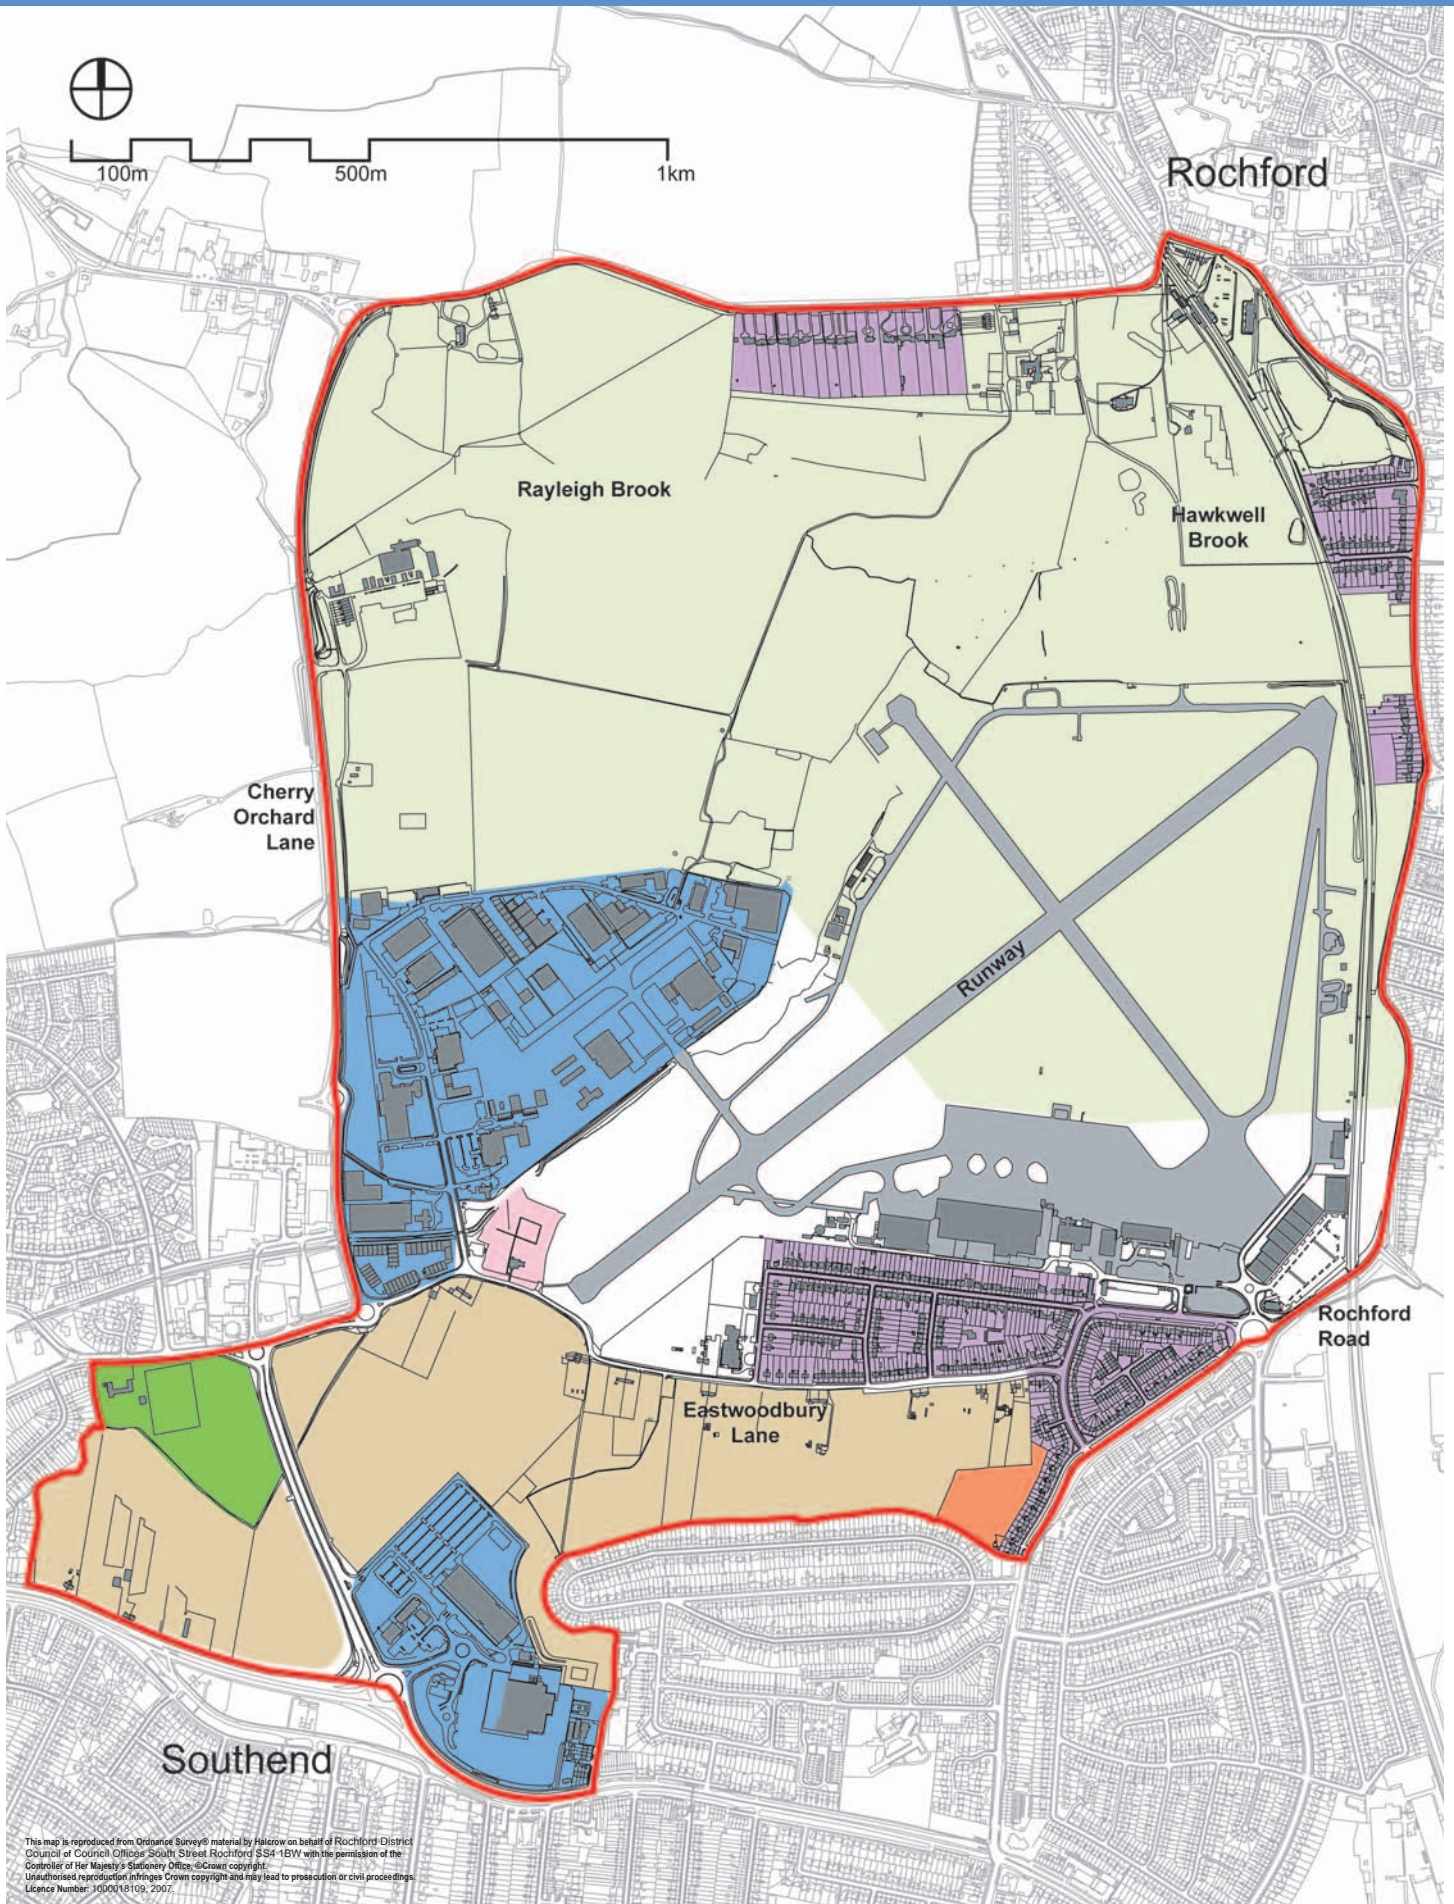 100m 500m 1km
Rochford
Rayleigh Brook
Hawkwell
Brook
Cherry
Orchard
Lane
Runway
Rochford
Road
Eastwoodbury
Lane
Southend
This map is reproduced from Ordnance Survey® material by Halcrow on behalf of Rochford District
Council of Council Offices South Street Rochford SS4 1BW with the permission of the
Controller of Her Majesty's Stationery Office, ©Crown copyright.
Unauthorised reproduction infringes Crown copyright and may lead to prosecution or civil proceedings.
Licence Number: 1000018109, 2007.